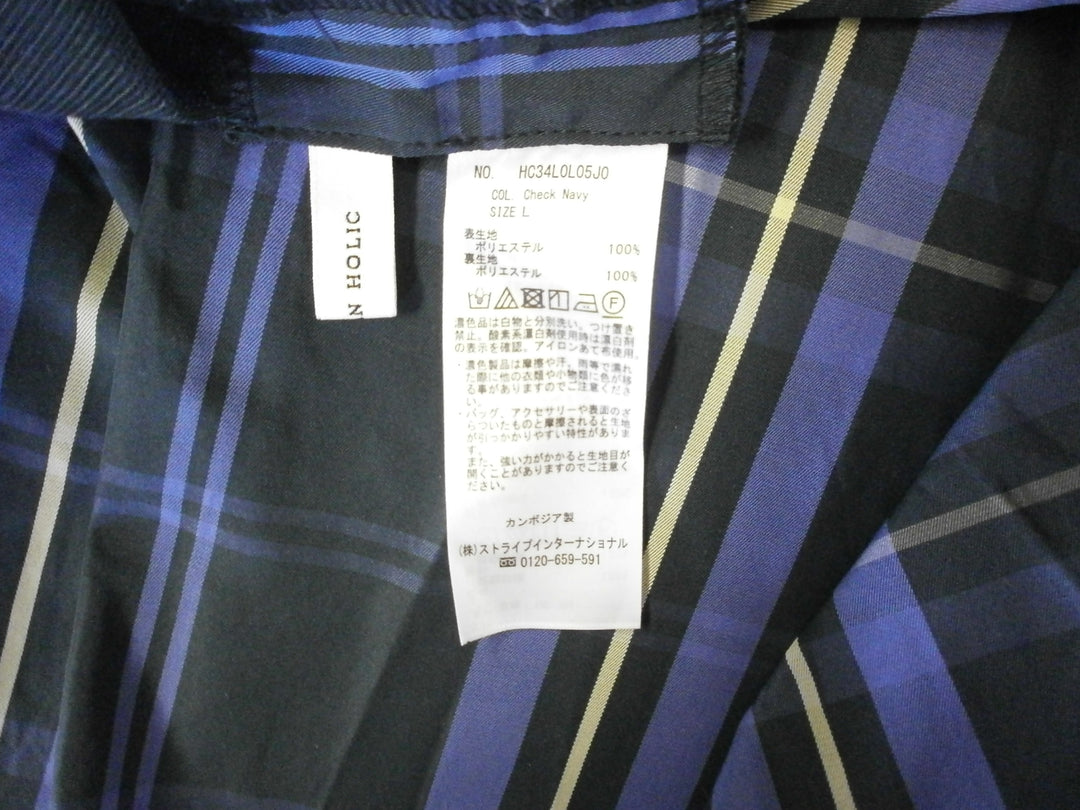 N HOLIC
NO. HC34L0L05J0
COL. Check Navy
SIZE L
表生地
ポリエステル 100%
裏生地
ポリエステル 100%
F
濃色品は白物と分別洗い。つけ置き
禁止。酸素系漂白剤使用時は漂白剤
の表示を確認。アイロンあて布使用。
・濃色製品は摩擦や汗、雨等で濡れ
た際に他の衣類や小物類に色が移
る事がありますのでご注意くださ
い。
・バッグ、アクセサリーや表面のざ
らついたものと摩擦されると生地
が引っかかりやすい特性がありま
す。
また、強い力がかかると生地目が
開くことがありますのでご注意く
ださい。
カンボジア製
(株)ストライプインターナショナル
0120-659-591